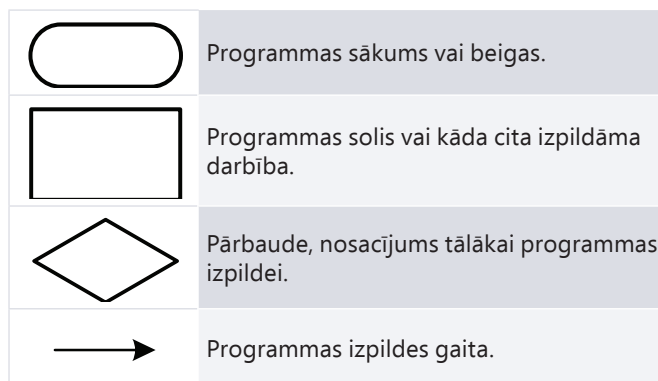 Programmas sākums vai beigas.
Programmas solis vai kāda cita izpildāma
darbība.
Pārbaude, nosacījums tālākai programmas
izpildei.
Programmas izpildes gaita.